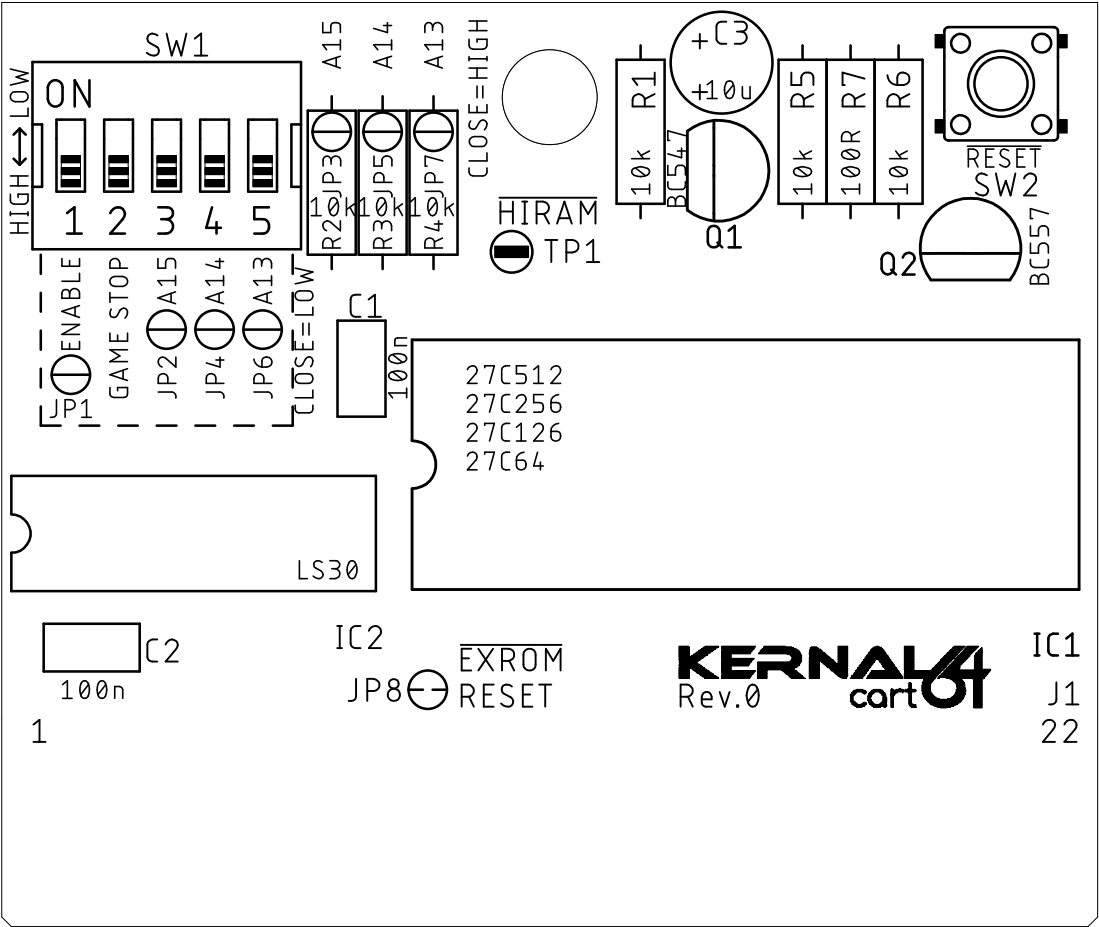 SW1
ON
HIGH ↔ LOW
1 2 3 4 5
A15 A14 A13
CLOSE=HIGH
R2 JP3 R3 JP5 R4 JP7
10k 10k 10k
ENABLE
GAME STOP
A15 A14 A13
JP1
JP2 JP4 JP6
CLOSE=LOW
HIRAM
TP1
R1
10k
C3
+
+10u
BC547
Q1
R5 R7 R6
10k 100R 10k
RESET
SW2
Q2
BC557
C1
100n
27C512
27C256
27C126
27C64
LS30
C2
100n
IC2
JP8
EXROM
RESET
KERNAL64
cart
Rev.0
IC1
J1
1
22